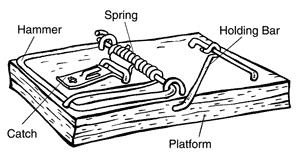 Spring
Hammer
Holding Bar
Catch
Platform